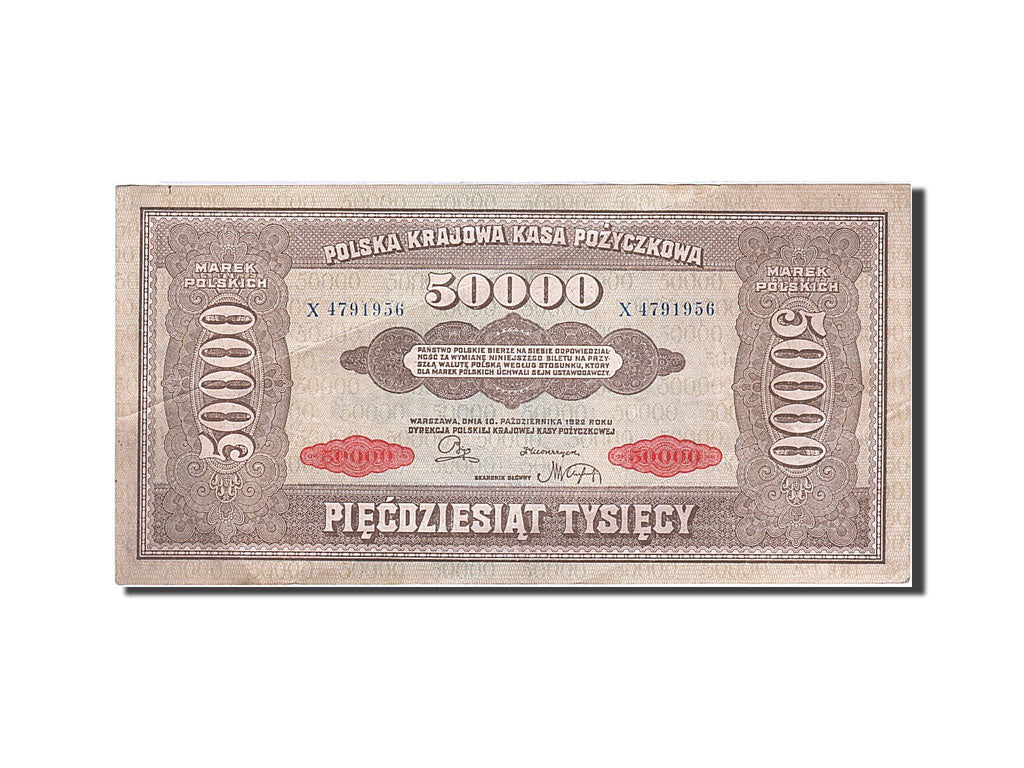 POLSKA KRAJOWA KASA POŻYCZKOWA
MAREK
POLSKICH
50000
MAREK
POLSKICH
X 4791956
X 4791956
50000
50000
PAŃSTWO POLSKIE BIERZE NA SIEBIE ODPOWIEDZIAL-
NOŚĆ ZA WYMIANĘ NINIEJSZEGO BILETU NA PRZY-
SZŁĄ WALUTĘ POLSKĄ WEDŁUG STOSUNKU, KTÓRY
DLA MAREK POLSKICH UCHWALI SEJM USTAWODAWCZY.
WARSZAWA, DNIA 10. PAŹDZIERNIKA 1922 ROKU
DYREKCJA POLSKIEJ KRAJOWEJ KASY POŻYCZKOWEJ
50000
50000
SKARBNIK GŁÓWNY
PIĘĆDZIESIĄT TYSIĘCY